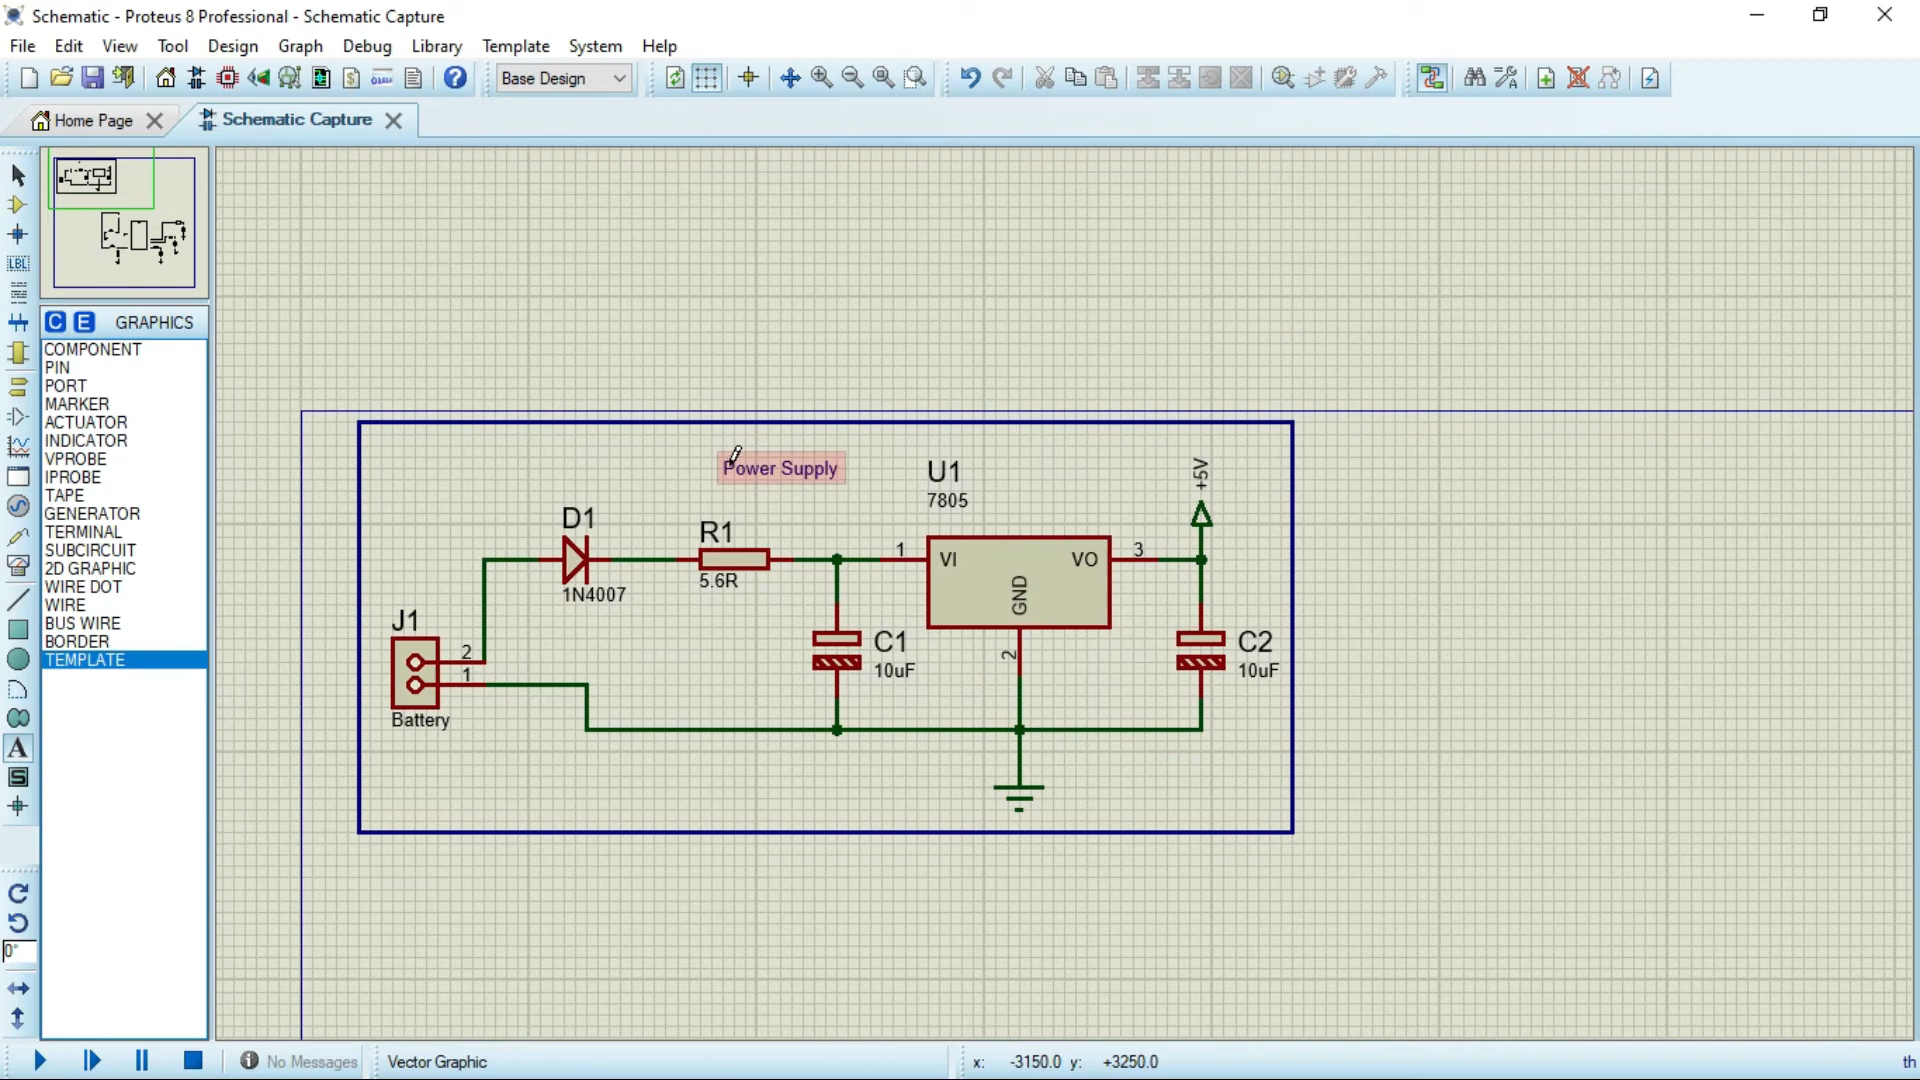 Schematic - Proteus 8 Professional - Schematic Capture
File Edit View Tool Design Graph Debug Library Template System Help
Base Design
Home Page Schematic Capture
LBL
C E GRAPHICS
COMPONENT
PIN
PORT
MARKER
ACTUATOR
INDICATOR
VPROBE
IPROBE
TAPE
GENERATOR
TERMINAL
SUBCIRCUIT
2D GRAPHIC
WIRE DOT
WIRE
BUS WIRE
BORDER
TEMPLATE
A
S
0°
Power Supply
U1
7805
+5V
D1
1N4007
R1
5.6R
1
VI
VO
3
GND
2
J1
2
1
Battery
C1
10uF
C2
10uF
No Messages Vector Graphic x: -3150.0 y: +3250.0 th